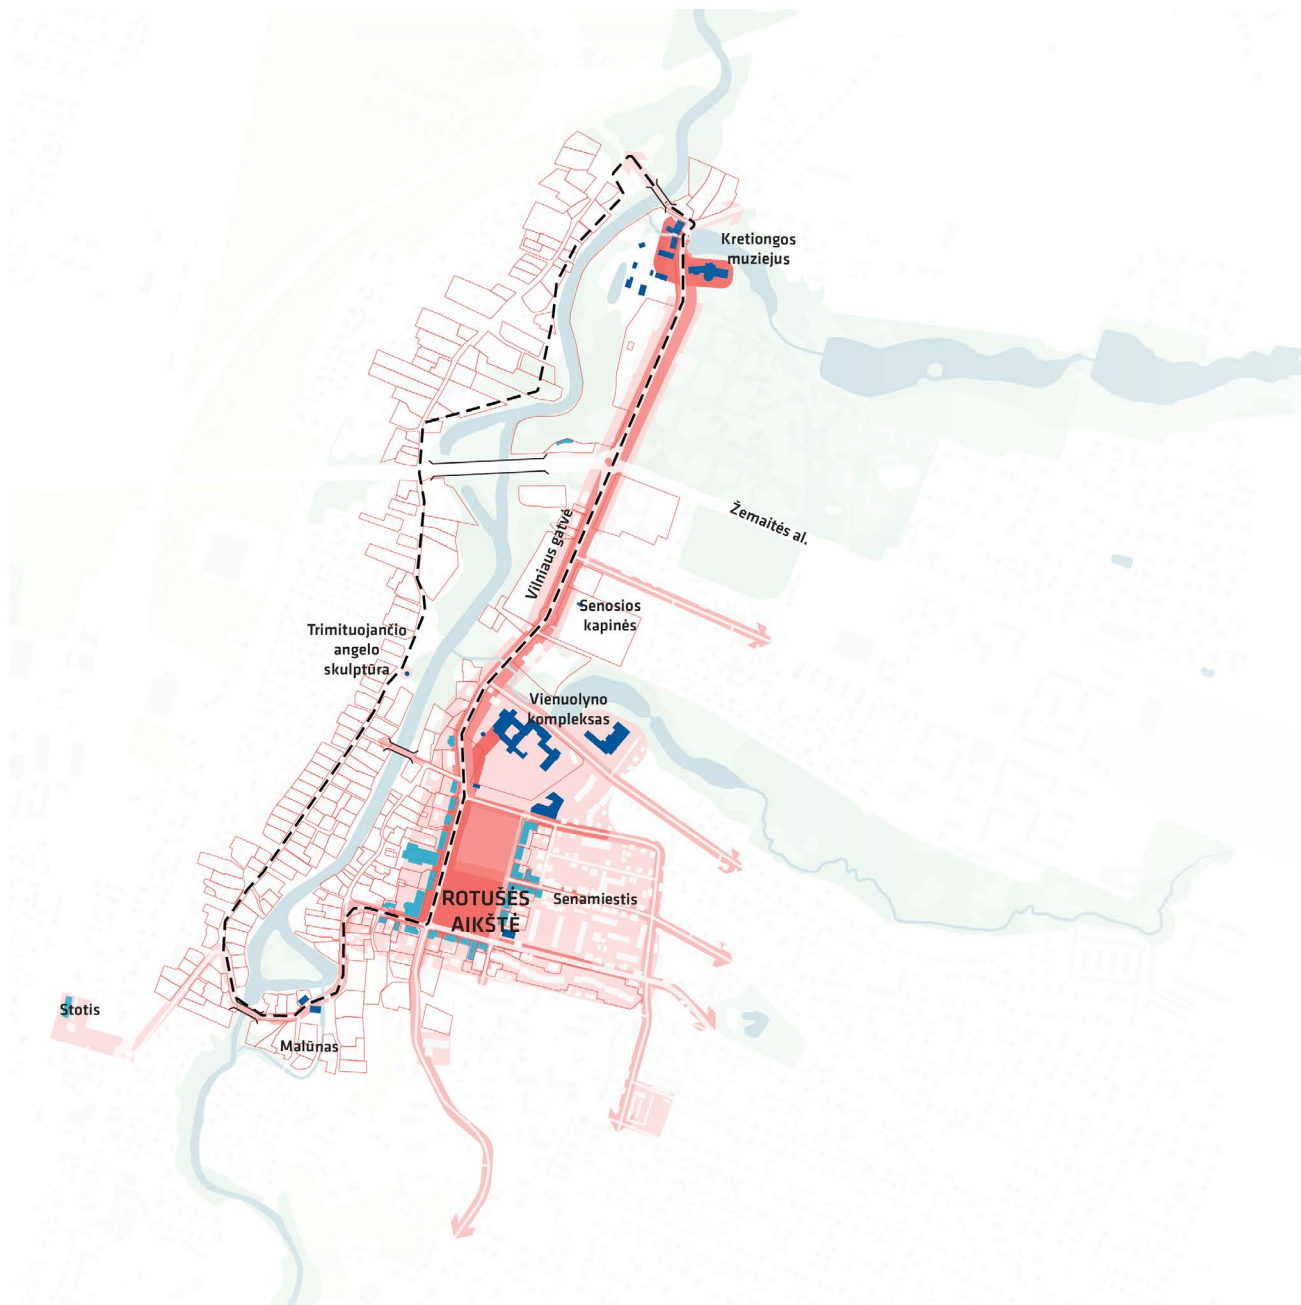 Kretiongos
muziejus
Žemaitės al.
Vilniaus gatvė
Senosios
kapinės
Trimituojančio
angelo
skulptūra
Vienuolyno
kompleksas
ROTUŠĖS
AIKŠTĖ
Senamiestis
Stotis
Malūnas